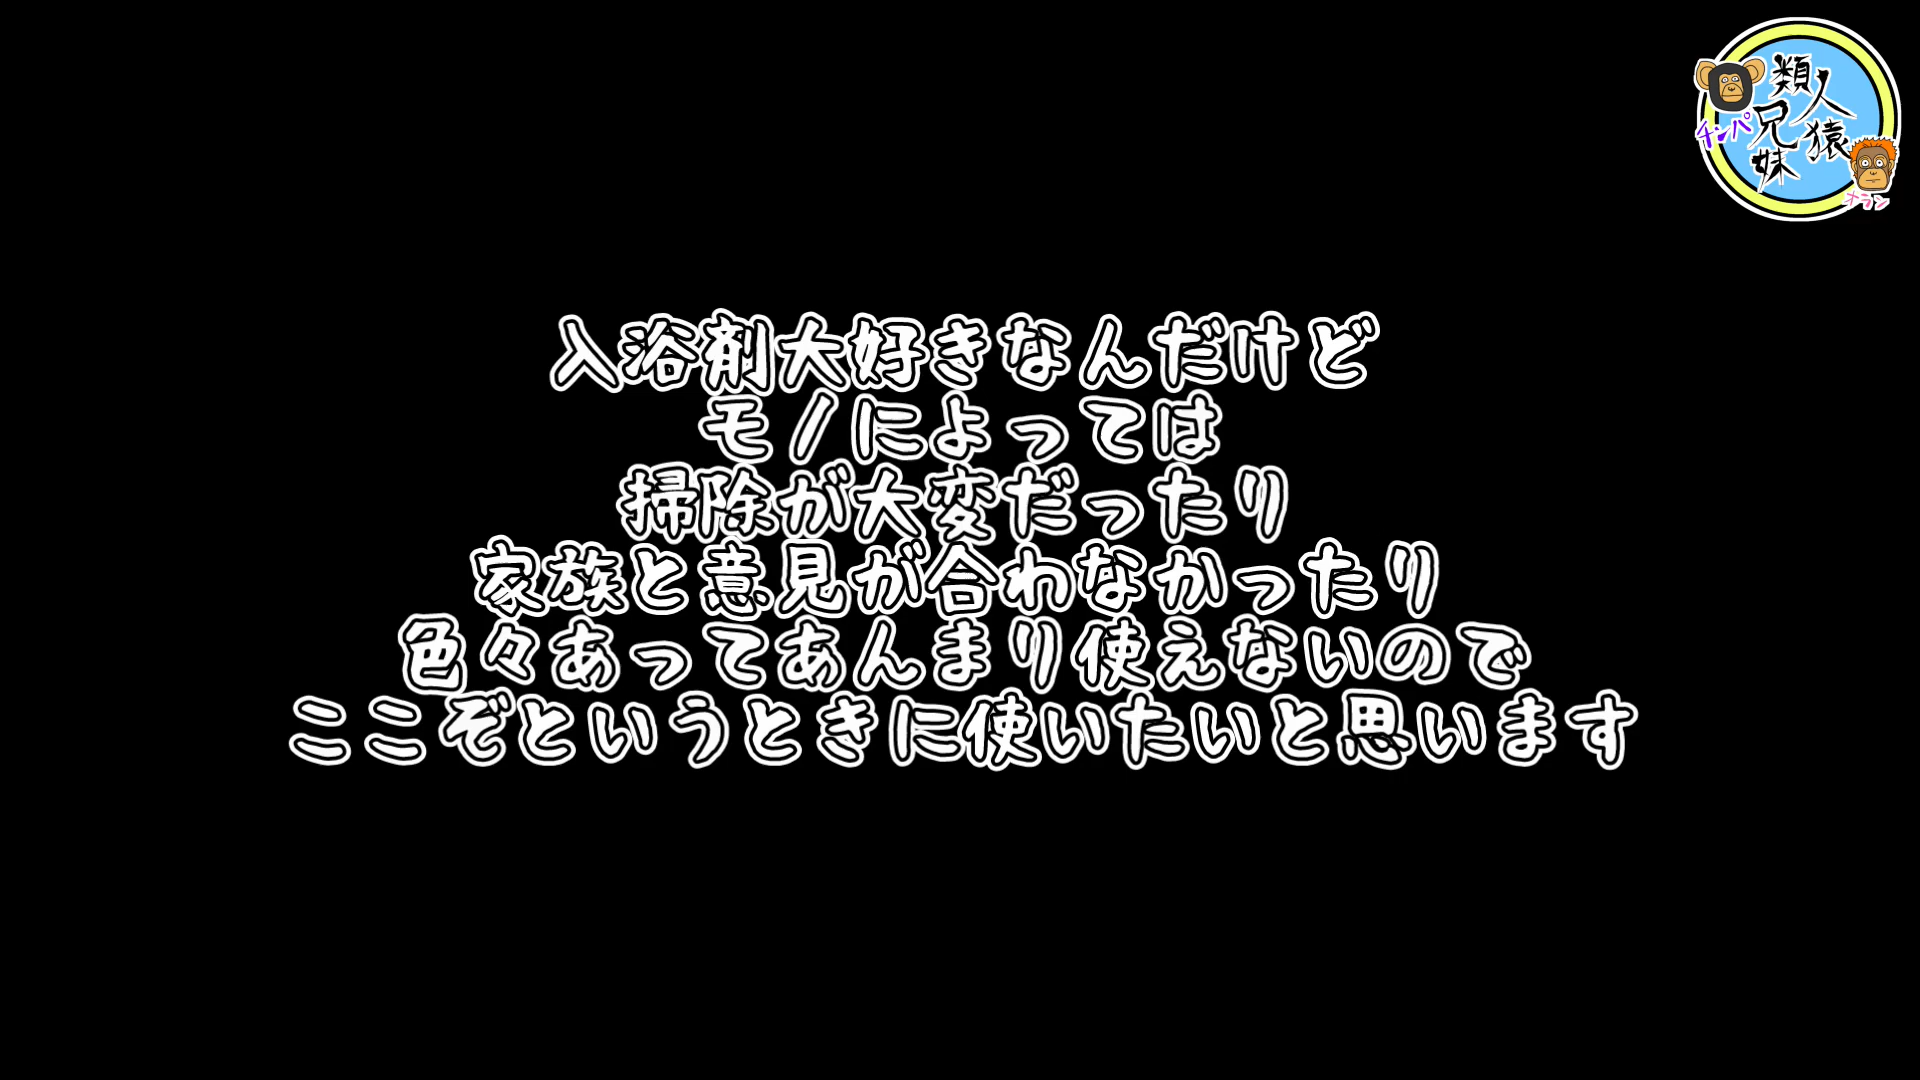 入浴剤大好きなんだけど
モノによっては
掃除が大変だったり
家族と意見が合わなかったり
色々あってあんまり使えないので
ここぞというときに使いたいと思います
類人猿
兄妹
チンパ
オラン